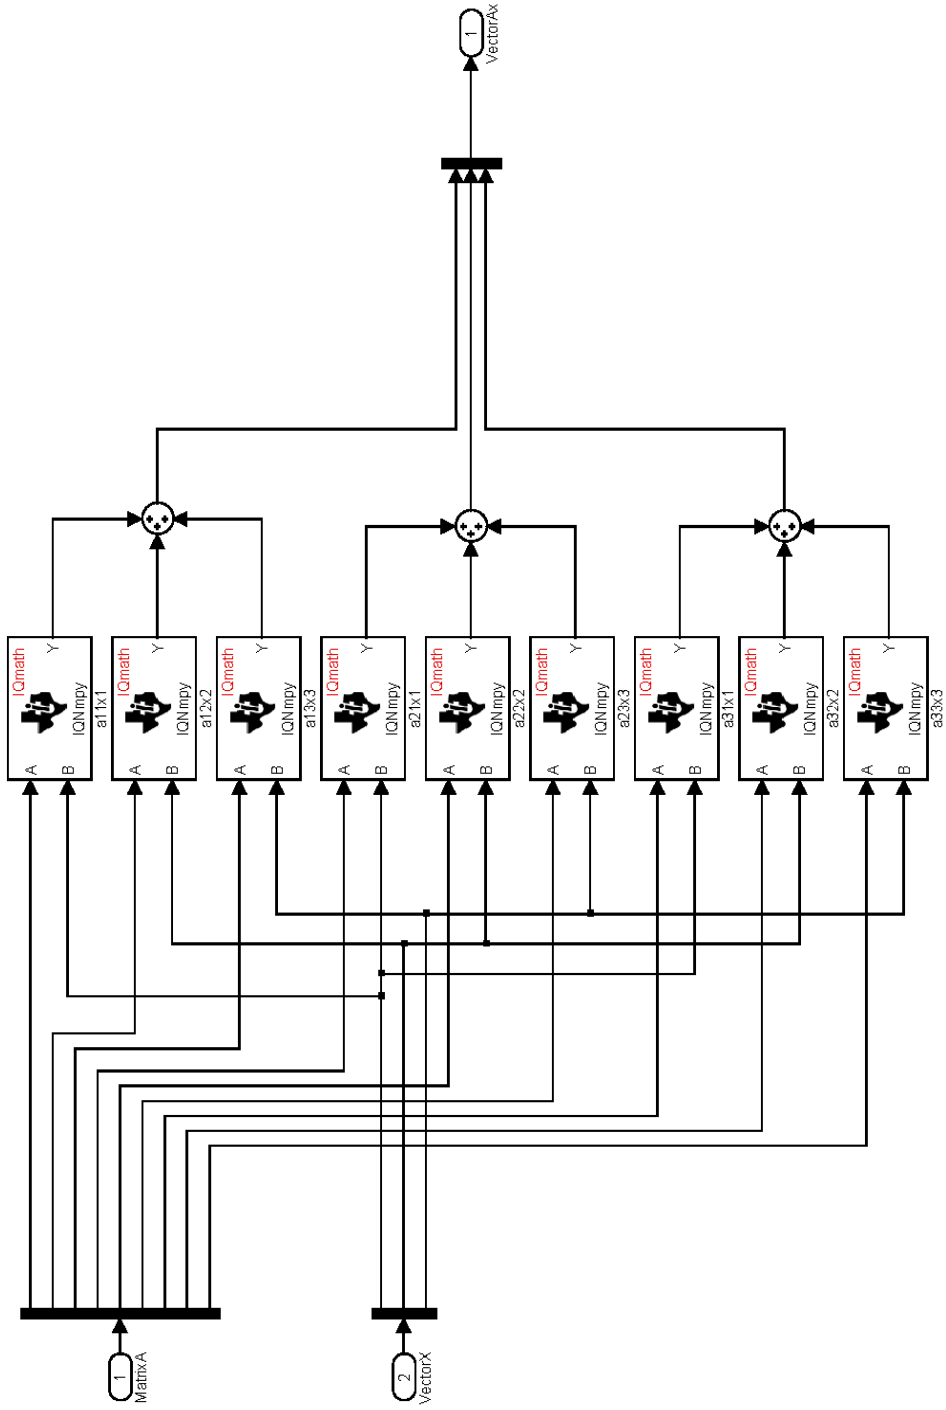 1
MatrixA
2
VectorX
A
B
IQmath
IQNmpy
Y
a11x1
A
B
IQmath
IQNmpy
Y
a12x2
A
B
IQmath
IQNmpy
Y
a13x3
A
B
IQmath
IQNmpy
Y
a21x1
A
B
IQmath
IQNmpy
Y
a22x2
A
B
IQmath
IQNmpy
Y
a23x3
A
B
IQmath
IQNmpy
Y
a31x1
A
B
IQmath
IQNmpy
Y
a32x2
A
B
IQmath
IQNmpy
Y
a33x3
1
VectorAx